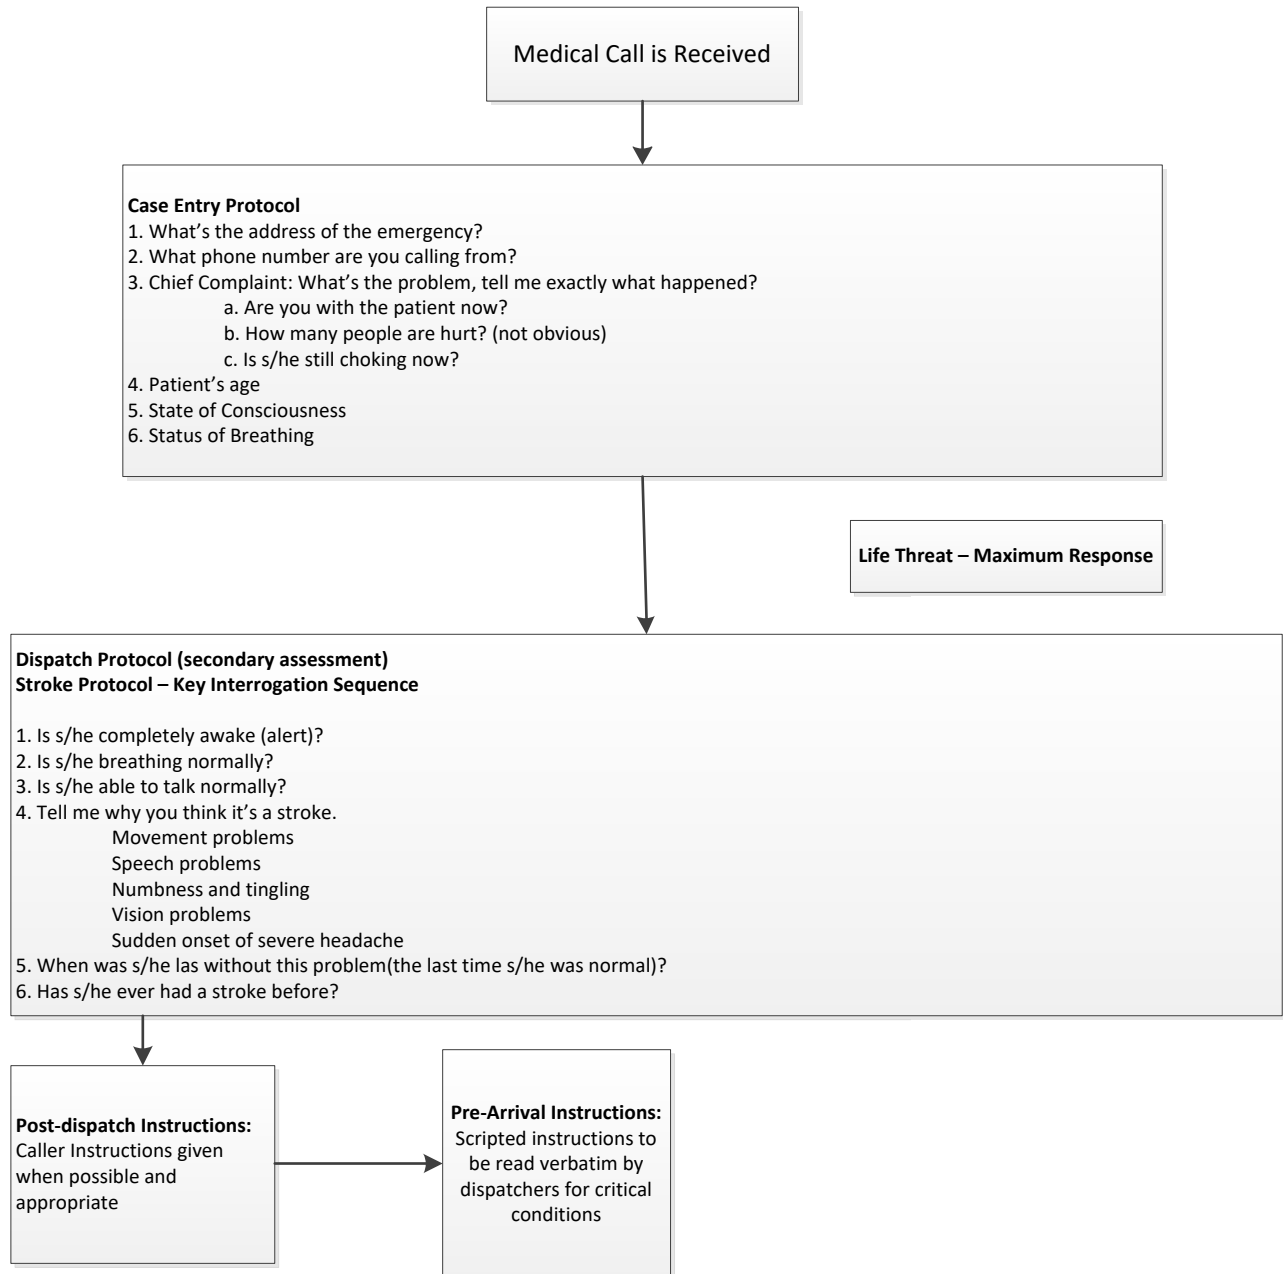 Medical Call is Received
Case Entry Protocol
1. What’s the address of the emergency?
2. What phone number are you calling from?
3. Chief Complaint: What’s the problem, tell me exactly what happened?
a. Are you with the patient now?
b. How many people are hurt? (not obvious)
c. Is s/he still choking now?
4. Patient’s age
5. State of Consciousness
6. Status of Breathing
Life Threat – Maximum Response
Dispatch Protocol (secondary assessment)
Stroke Protocol – Key Interrogation Sequence
1. Is s/he completely awake (alert)?
2. Is s/he breathing normally?
3. Is s/he able to talk normally?
4. Tell me why you think it’s a stroke.
Movement problems
Speech problems
Numbness and tingling
Vision problems
Sudden onset of severe headache
5. When was s/he las without this problem(the last time s/he was normal)?
6. Has s/he ever had a stroke before?
Post-dispatch Instructions:
Caller Instructions given
when possible and
appropriate
Pre-Arrival Instructions:
Scripted instructions to
be read verbatim by
dispatchers for critical
conditions